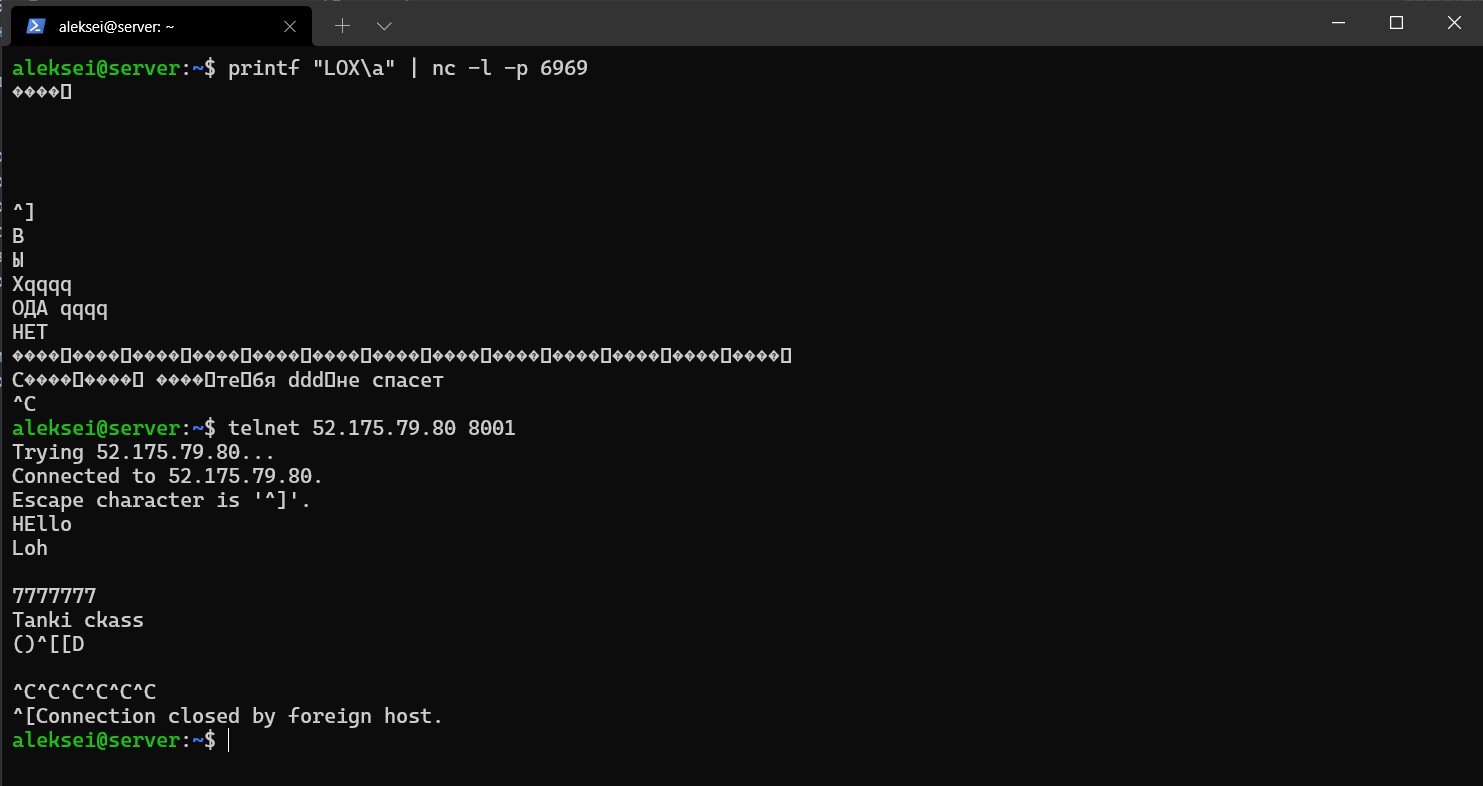 aleksei@server: ~
aleksei@server:~$ printf "LOX\a" | nc -l -p 6969
����▯
^]
В
Ы
Xqqqq
ОДА qqqq
НЕТ
����▯����▯����▯����▯����▯����▯����▯����▯����▯����▯����▯����▯����▯
С����▯����▯ ����▯те▯бя ddd▯не спасет
^C
aleksei@server:~$ telnet 52.175.79.80 8001
Trying 52.175.79.80...
Connected to 52.175.79.80.
Escape character is '^]'.
HEllo
Loh
7777777
Tanki ckass
()^[[D
^C^C^C^C^C^C
^[Connection closed by foreign host.
aleksei@server:~$